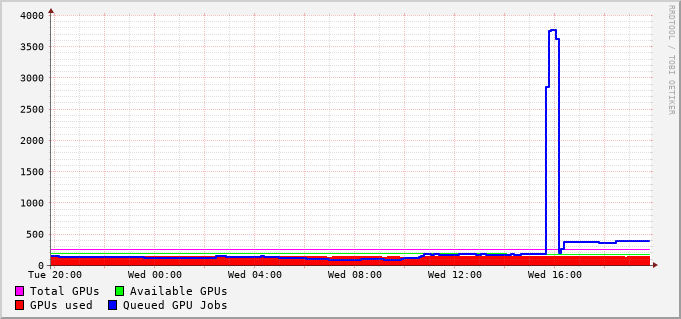 4000
3500
3000
2500
2000
1500
1000
500
0
Tue 20:00 Wed 00:00 Wed 04:00 Wed 08:00 Wed 12:00 Wed 16:00
Total GPUs Available GPUs
GPUs used Queued GPU Jobs
RRDTOOL / TOBI OETIKER